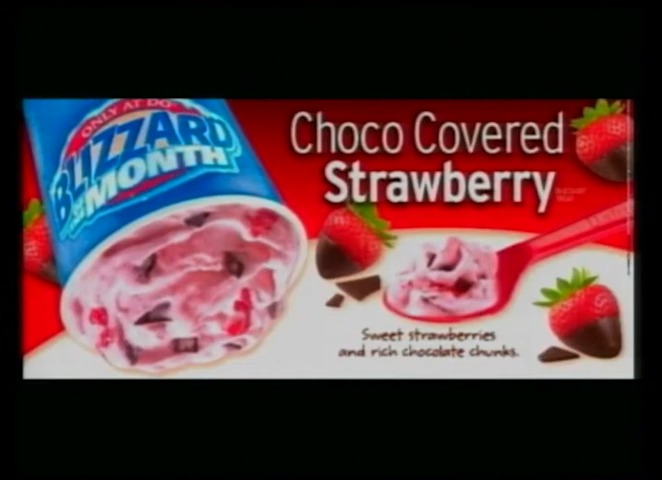 ONLY AT DQ
BLIZZARD
OF THE
MONTH
Choco Covered
Strawberry
Sweet strawberries
and rich chocolate chunks.